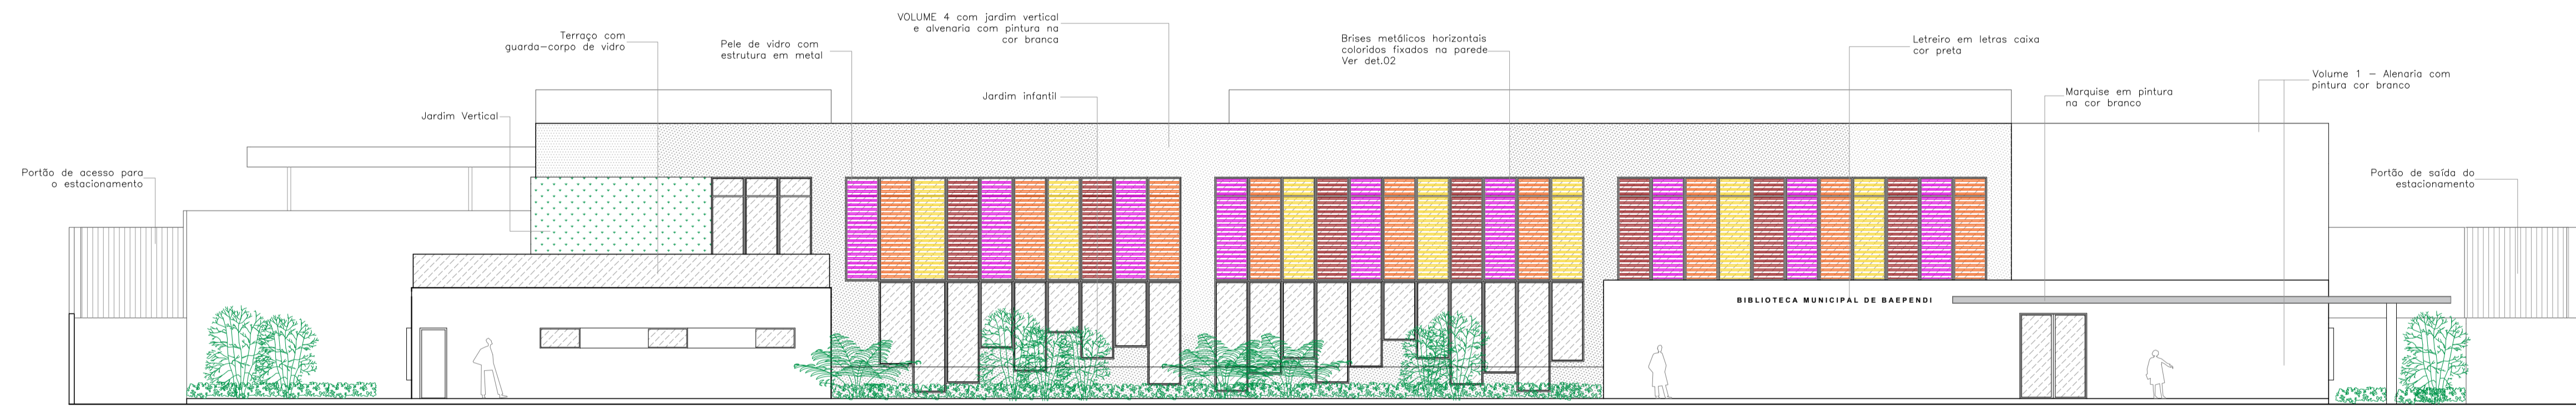 Portão de acesso para
o estacionamento
Jardim Vertical
Terraço com
guarda-corpo de vidro
Pele de vidro com
estrutura em metal
VOLUME 4 com jardim vertical
e alvenaria com pintura na
cor branca
Jardim infantil
Brises metálicos horizontais
coloridos fixados na parede
Ver det.02
Letreiro em letras caixa
cor preta
Marquise em pintura
na cor branco
Volume 1 - Alenaria com
pintura cor branco
Portão de saída do
estacionamento
BIBLIOTECA MUNICIPAL DE BAEPENDI